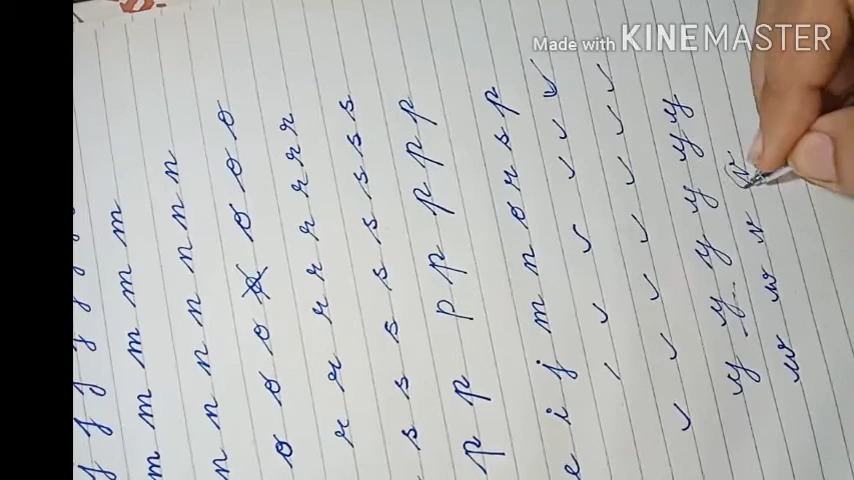 j j j j
m m m m m
n n n n n n
o o o o o o
r r r r r r r
s s s s s s s s s
p p p p p p p
e i j m n o r s p
✓ ✓ ✓ ✓ ✓ ✓
✓ ✓ ✓ ✓ ✓ ✓ ✓
y y y y y y
w w
Made with KINEMASTER